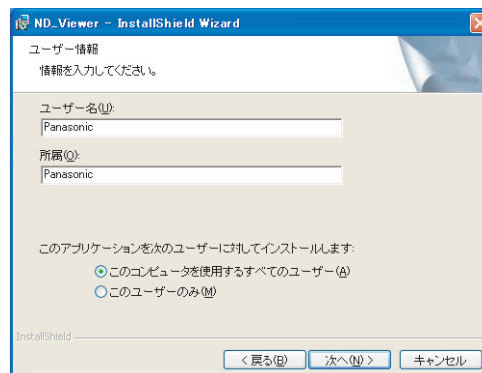 ND_Viewer - InstallShield Wizard
ユーザー情報
情報を入力してください。
ユーザー名(U):
Panasonic
所属(O):
Panasonic
このアプリケーションを次のユーザーに対してインストールします:
このコンピュータを使用するすべてのユーザー(A)
このユーザーのみ(M)
InstallShield
< 戻る(B) 次へ(N) > キャンセル